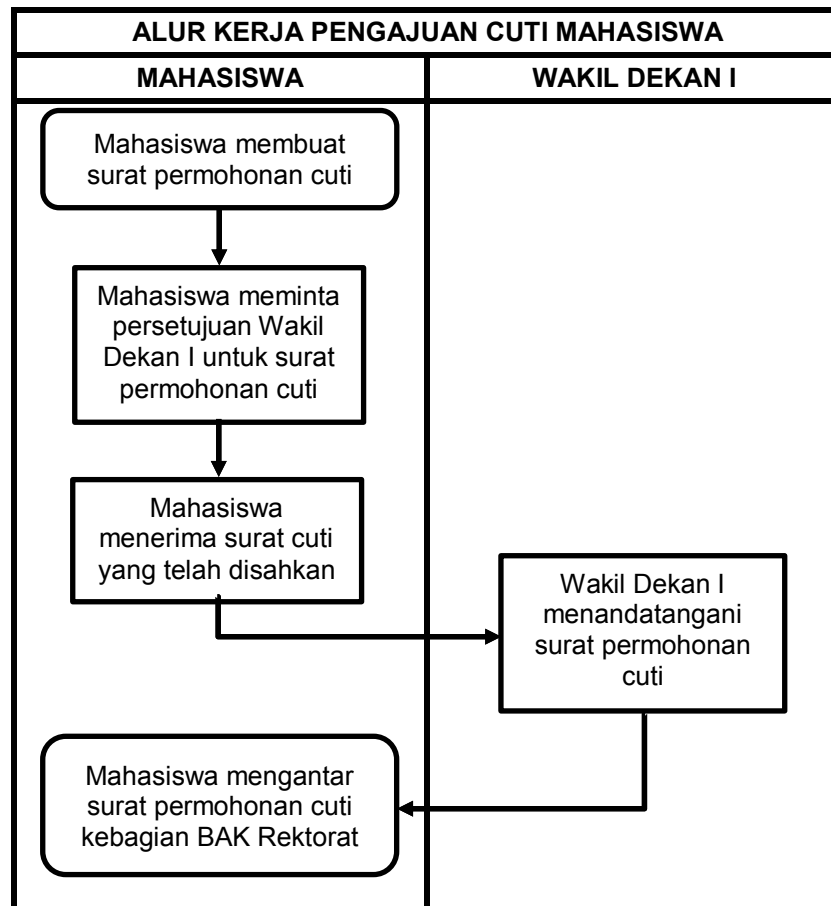 ALUR KERJA PENGAJUAN CUTI MAHASISWA
MAHASISWA
WAKIL DEKAN I
Mahasiswa membuat
surat permohonan cuti
Mahasiswa meminta
persetujuan Wakil
Dekan I untuk surat
permohonan cuti
Mahasiswa
menerima surat cuti
yang telah disahkan
Wakil Dekan I
menandatangani
surat permohonan
cuti
Mahasiswa mengantar
surat permohonan cuti
kebagian BAK Rektorat